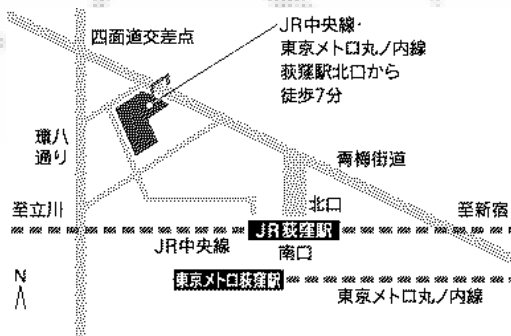 四面道交差点
JR中央線·
東京メトロ丸ノ内線
荻窪駅北口から
徒歩7分
環八
通り
青梅街道
至立川
北口
至新宿
JR荻窪駅
JR中央線
南口
N
東京メトロ荻窪駅
東京メトロ丸ノ内線